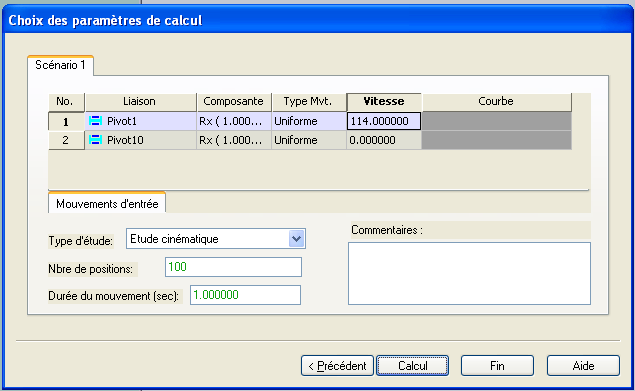 Choix des paramètres de calcul
Scénario 1
No. Liaison Composante Type Mvt. Vitesse Courbe
1 Pivot1 Rx ( 1.000... Uniforme 114.000000
2 Pivot10 Rx ( 1.000... Uniforme 0.000000
Mouvements d'entrée
Type d'étude: Etude cinématique
Commentaires :
Nbre de positions: 100
Durée du mouvement (sec): 1.000000
< Précédent Calcul Fin Aide